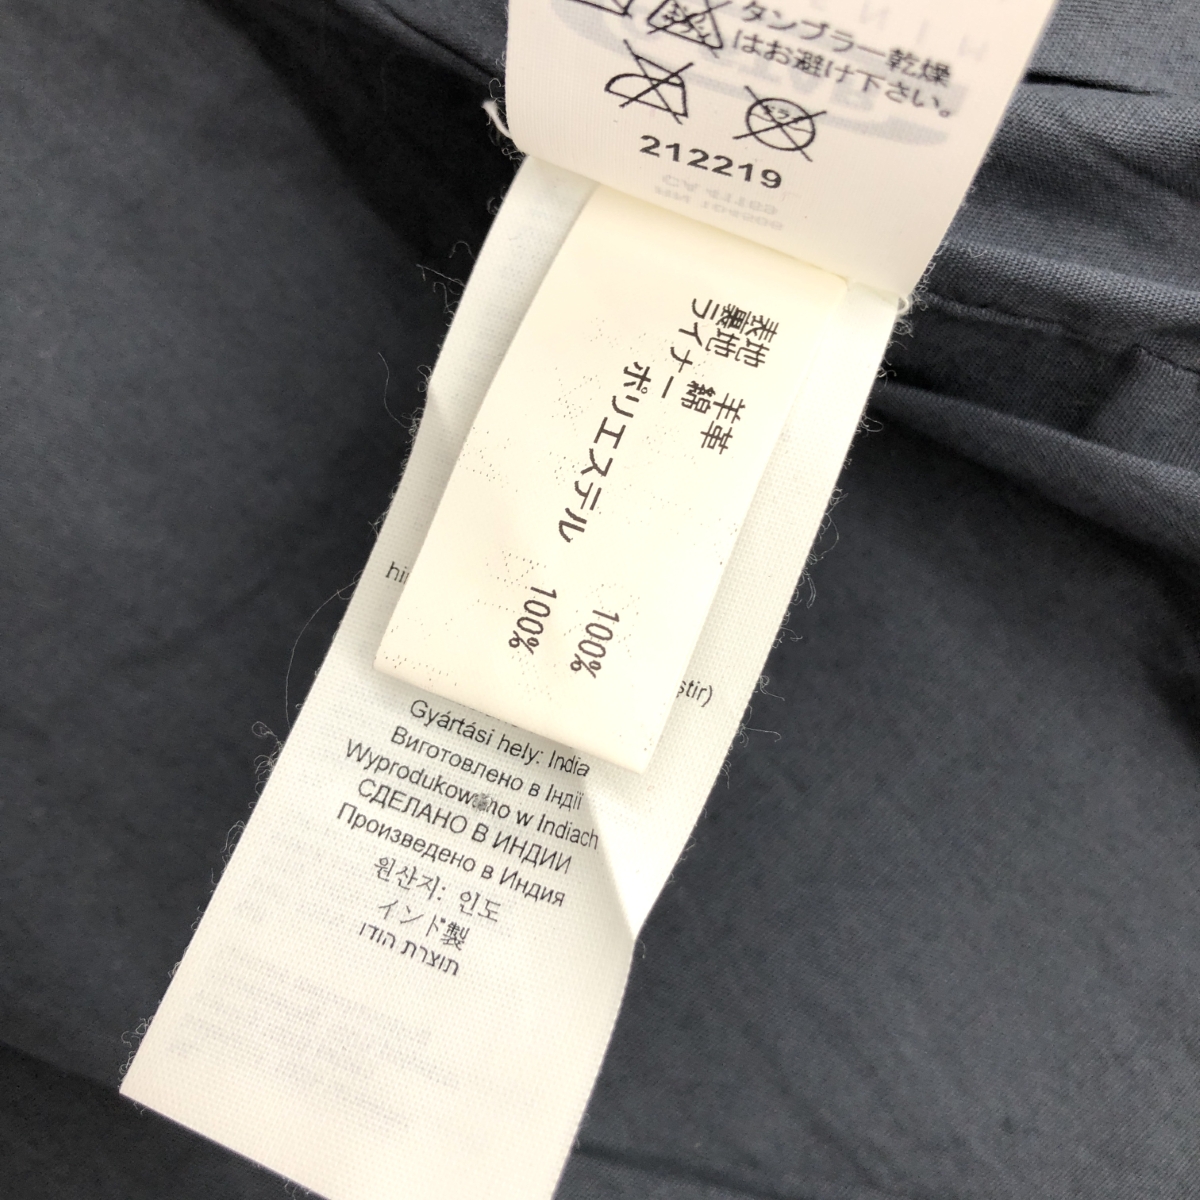 タンブラー乾燥
はお避け下さい。
212219
CA 41189
表地 羊革
裏地 綿 100%
ライナー
ポリエステル 100%
Gyártási hely: India
Виготовлено в Індії
Wyprodukowano w Indiach
СДЕЛАНО В ИНДИИ
Произведено в Индия
원산지: 인도
インド製
תוצרת הודו